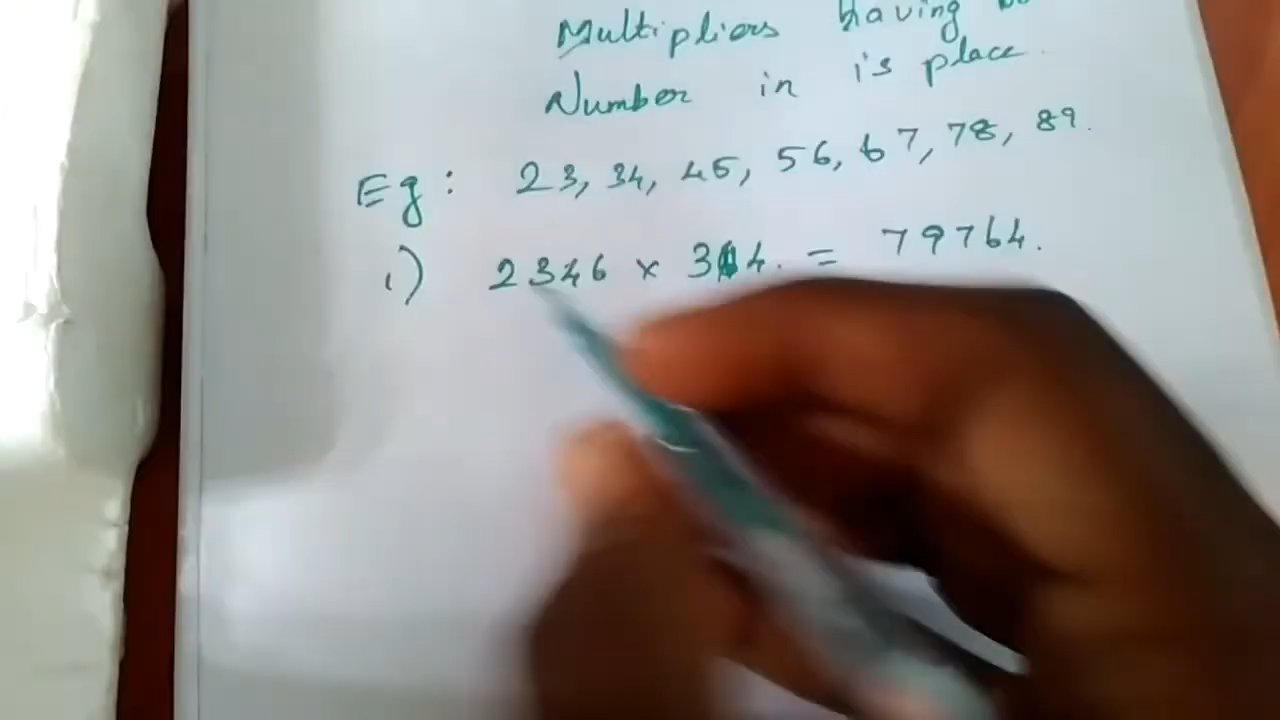 Multipliers having
Number in 1's place.
Eg: 23, 34, 45, 56, 67, 78, 89.
1) 2346 x 34. = 79764.